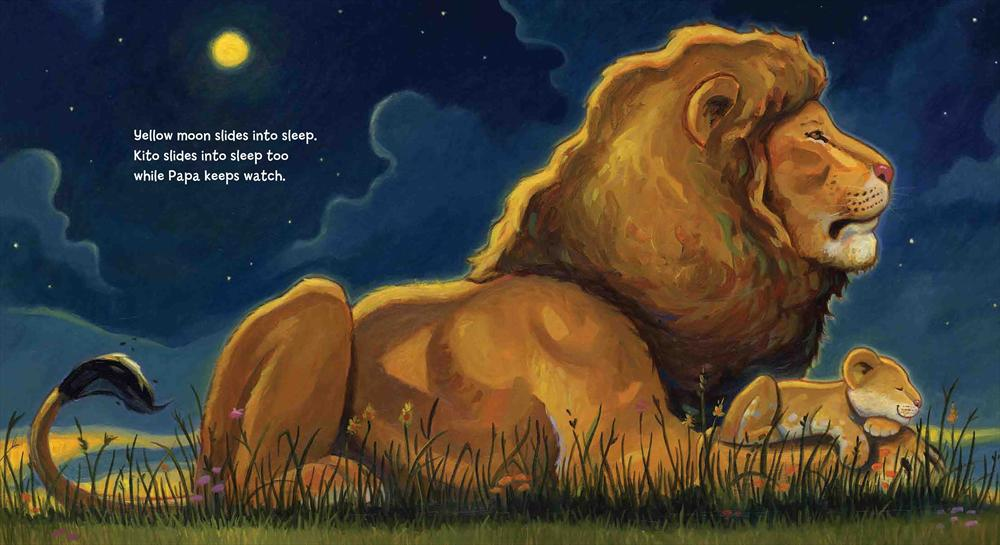 Yellow moon slides into sleep.
Kito slides into sleep too
while Papa keeps watch.